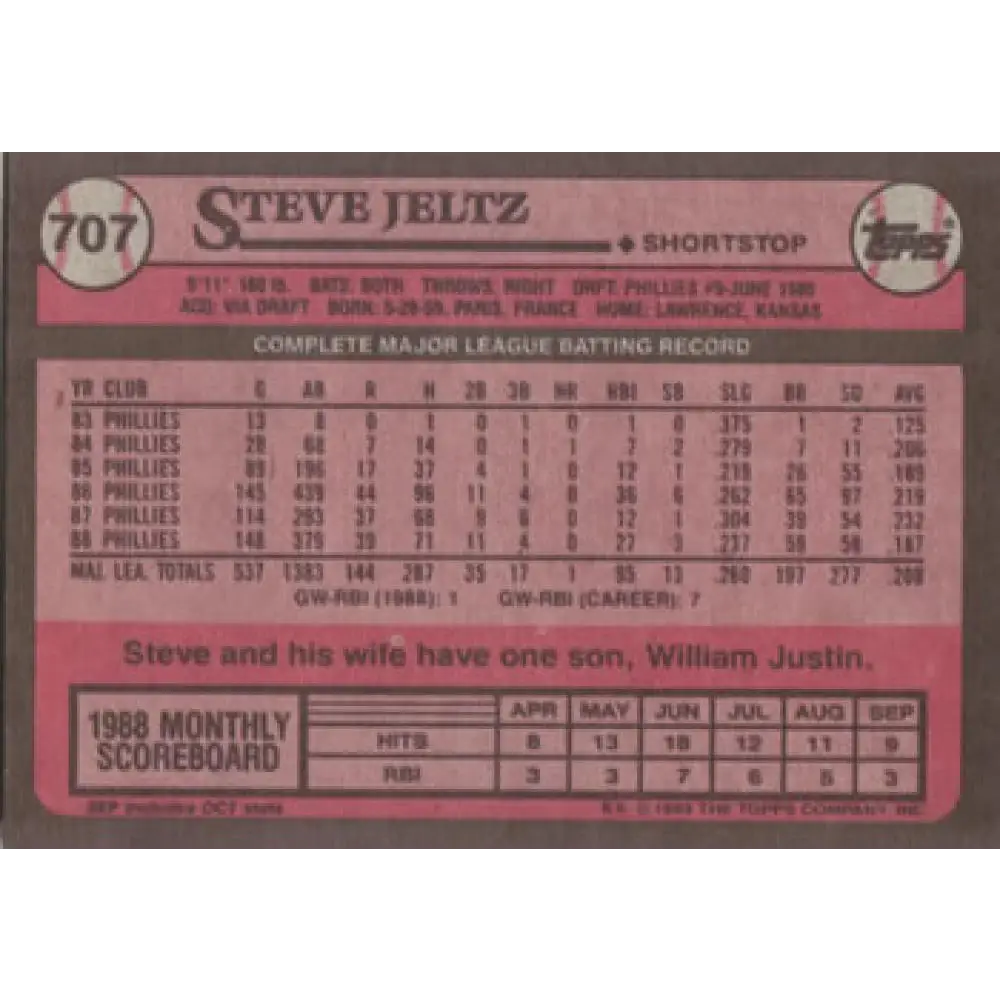 707
STEVE JELTZ
SHORTSTOP
TOPPS
5'11" 180 lb. BATS: BOTH THROWS: RIGHT DRFT: PHILLIES #9-JUNE 1980
ACQ: VIA DRAFT BORN: 5-28-59, PARIS, FRANCE HOME: LAWRENCE, KANSAS
COMPLETE MAJOR LEAGUE BATTING RECORD
YR CLUB G AB R H 2B 3B HR RBI SB SLG BB SO AVG
83 PHILLIES 13 8 0 1 0 1 0 1 0 .375 1 2 .125
84 PHILLIES 28 68 7 14 0 1 1 7 2 .279 7 11 .206
85 PHILLIES 89 196 17 37 4 1 0 12 1 .219 26 55 .189
86 PHILLIES 145 439 44 96 11 4 0 36 6 .262 65 97 .219
87 PHILLIES 114 293 37 68 9 6 0 12 1 .304 39 54 .232
88 PHILLIES 148 379 39 71 11 4 0 27 3 .237 59 58 .187
MAJ. LEA. TOTALS 537 1383 144 287 35 17 1 95 13 .260 197 277 .208
GW-RBI (1988): 1 GW-RBI (CAREER): 7
Steve and his wife have one son, William Justin.
1988 MONTHLY SCOREBOARD
APR MAY JUN JUL AUG SEP
HITS 8 13 18 12 11 9
RBI 3 3 7 6 5 3
SEP includes OCT stats
© 1989 THE TOPPS COMPANY, INC.